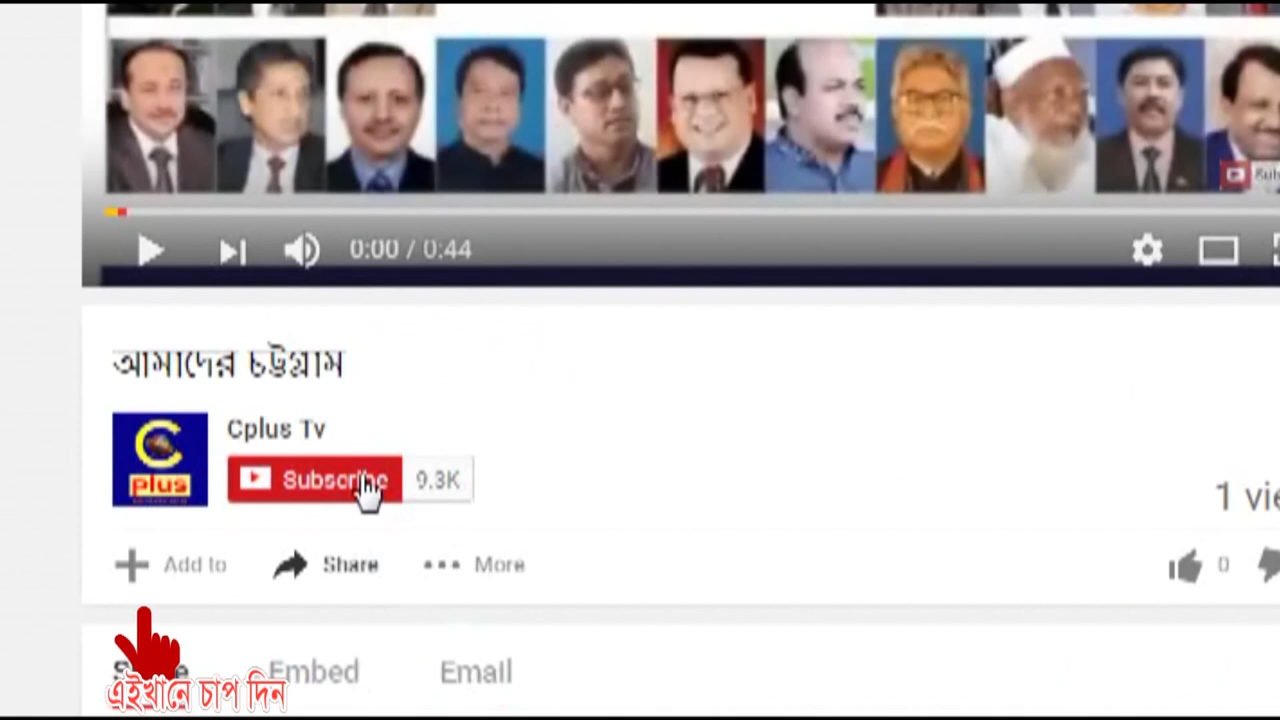 0:00 / 0:44
আমাদের চট্টগ্রাম
C
plus
Cplus Tv
Subscribe 9.3K
1
Add to Share More
0
Embed Email
এইখানে চাপ দিন